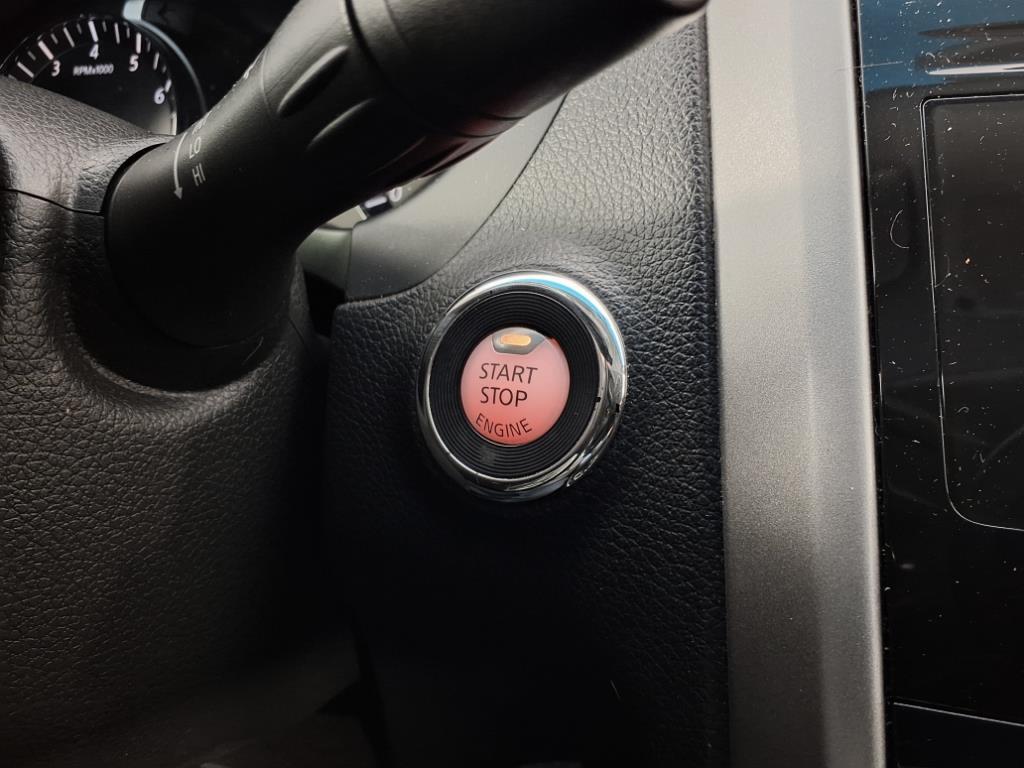 3
4
5
6
RPMx1000
LO
HI
START
STOP
ENGINE